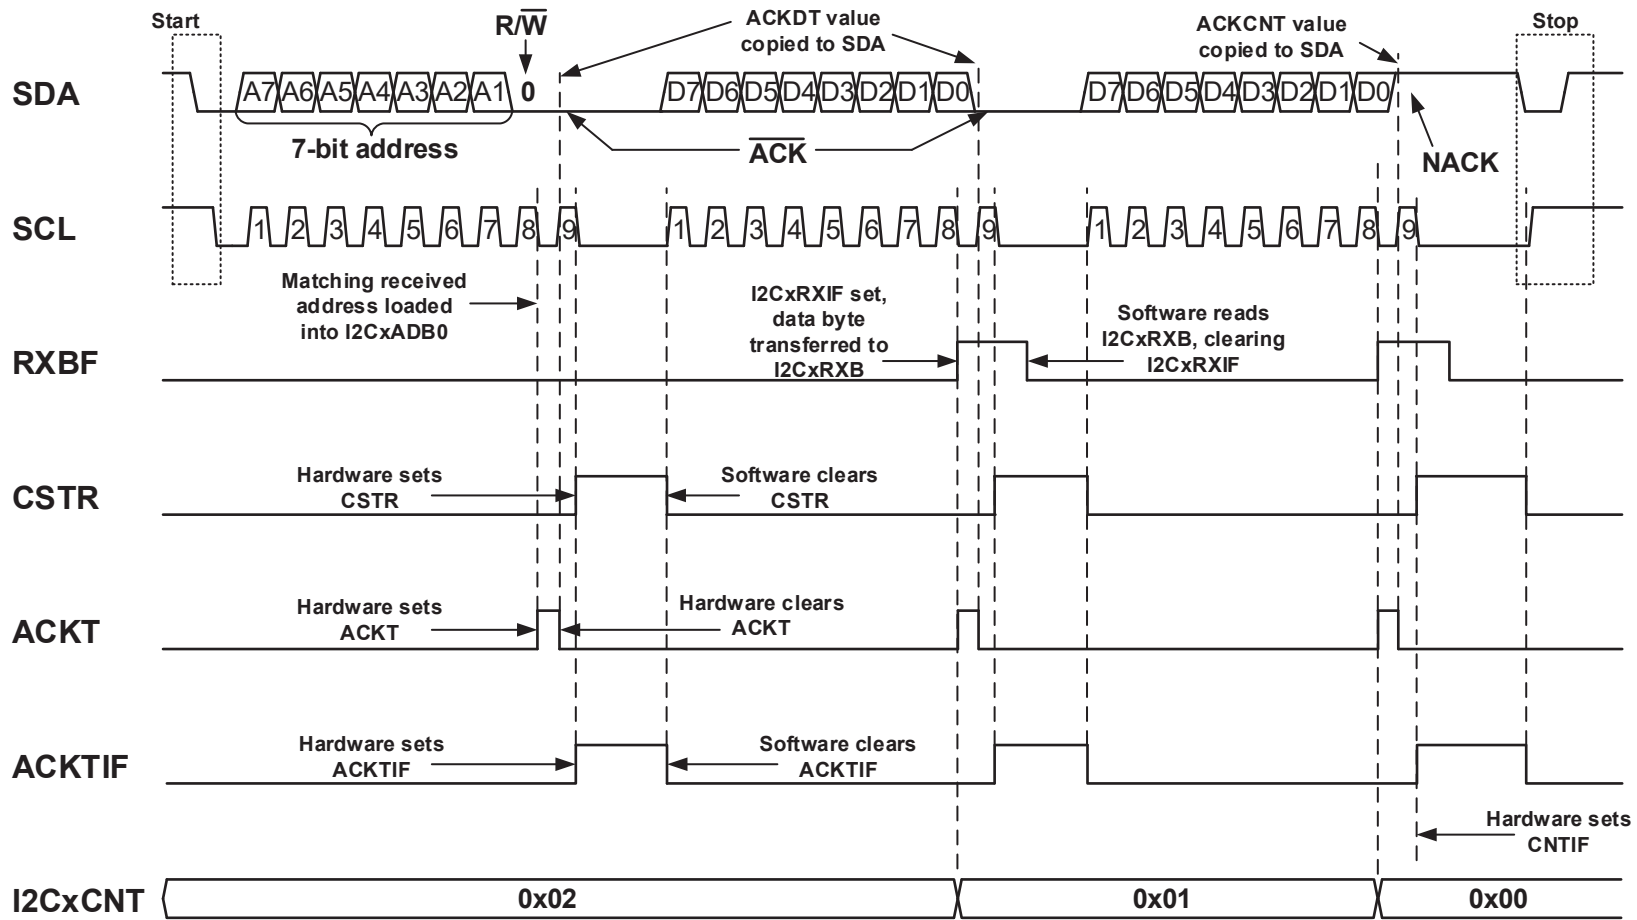 Start
R/W̅
ACKDT value
copied to SDA
ACKCNT value
copied to SDA
Stop
SDA
A7 A6 A5 A4 A3 A2 A1 0
D7 D6 D5 D4 D3 D2 D1 D0
D7 D6 D5 D4 D3 D2 D1 D0
7-bit address
A̅C̅K̅
NACK
SCL
1 2 3 4 5 6 7 8 9
1 2 3 4 5 6 7 8 9
1 2 3 4 5 6 7 8 9
Matching received
address loaded
into I2CxADB0
I2CxRXIF set,
data byte
transferred to
I2CxRXB
Software reads
I2CxRXB, clearing
I2CxRXIF
RXBF
Hardware sets
CSTR
Software clears
CSTR
CSTR
Hardware sets
ACKT
Hardware clears
ACKT
ACKT
Hardware sets
ACKTIF
Software clears
ACKTIF
ACKTIF
Hardware sets
CNTIF
I2CxCNT
0x02
0x01
0x00